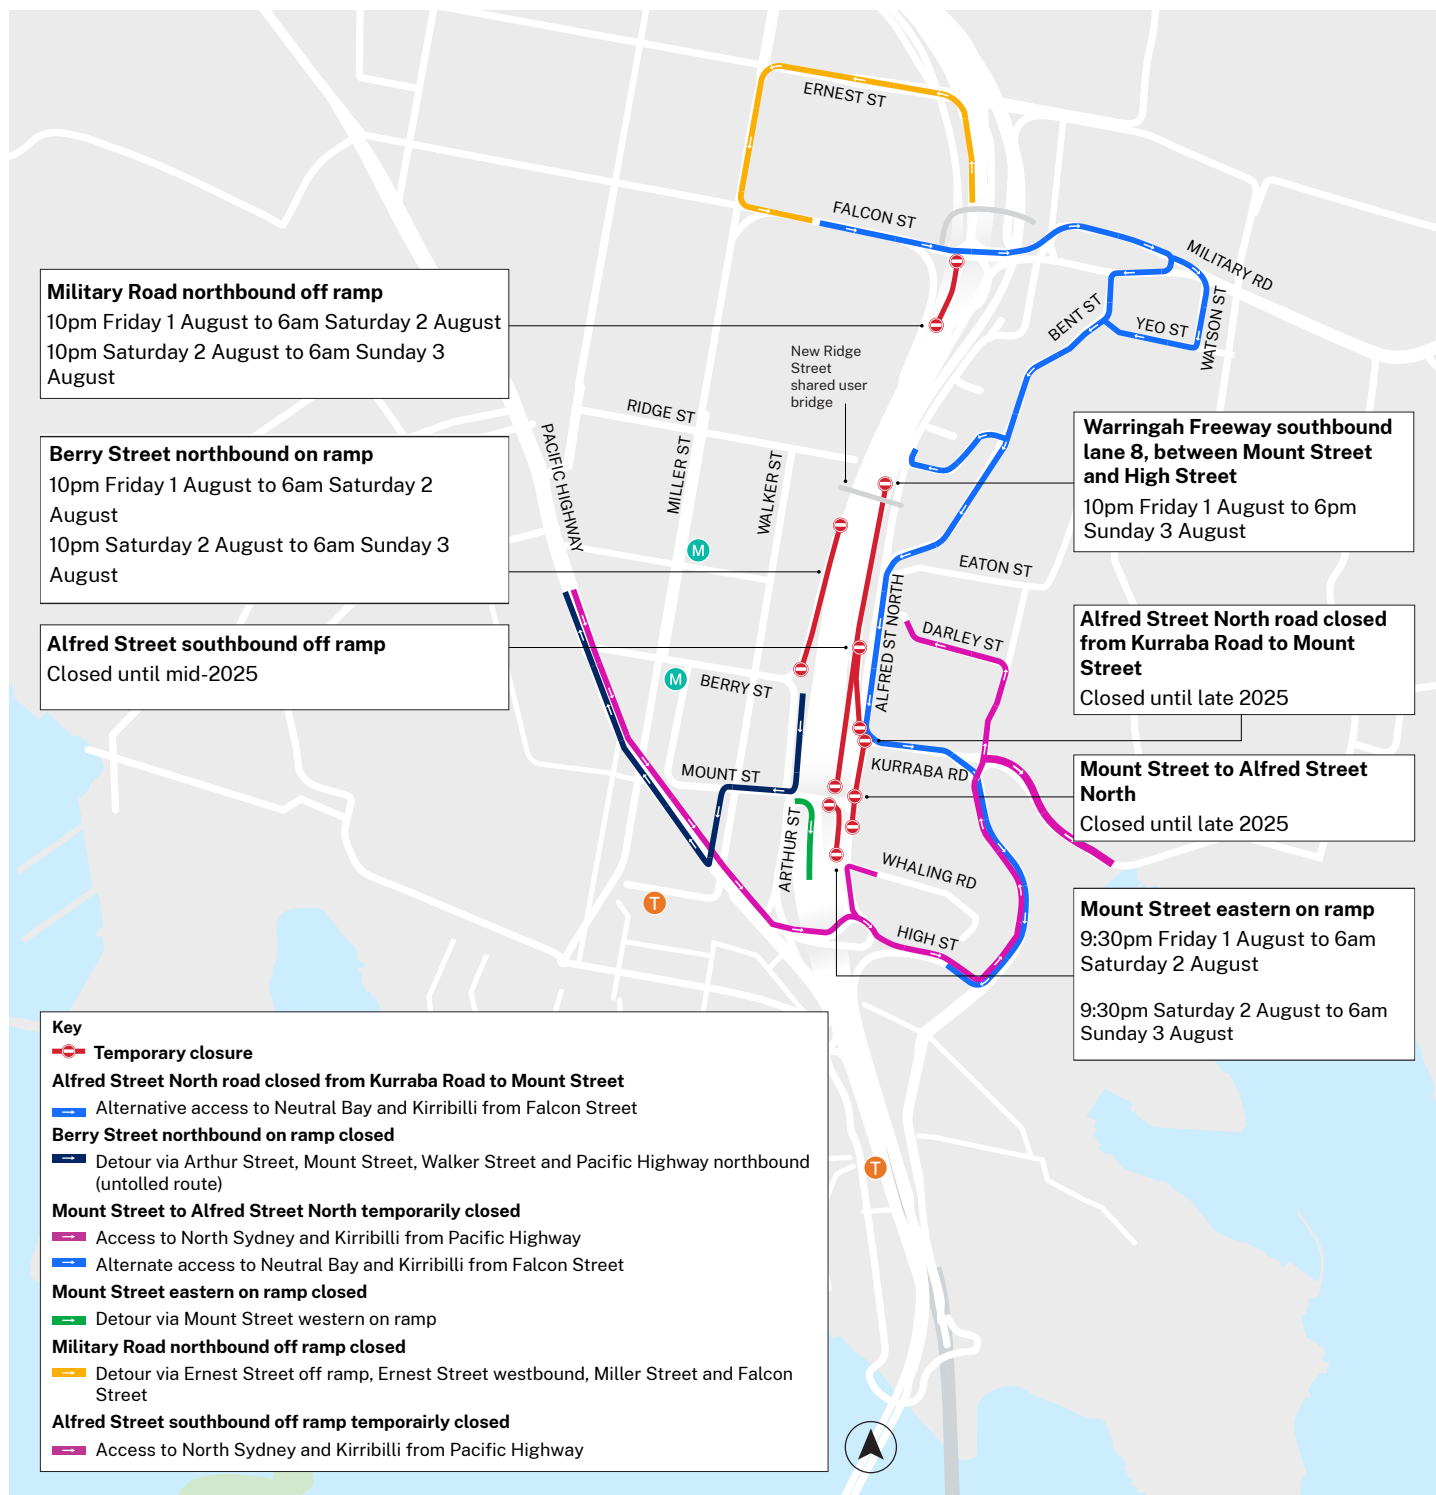 ERNEST ST
FALCON ST
MILITARY RD
BENT ST
YEO ST
WATSON ST
Military Road northbound off ramp
10pm Friday 1 August to 6am Saturday 2 August
10pm Saturday 2 August to 6am Sunday 3
August
New Ridge
Street
shared user
bridge
RIDGE ST
PACIFIC HIGHWAY
MILLER ST
WALKER ST
Warringah Freeway southbound
lane 8, between Mount Street
and High Street
10pm Friday 1 August to 6pm
Sunday 3 August
Berry Street northbound on ramp
10pm Friday 1 August to 6am Saturday 2
August
10pm Saturday 2 August to 6am Sunday 3
August
M
EATON ST
ALFRED ST NORTH
DARLEY ST
Alfred Street southbound off ramp
Closed until mid-2025
M
BERRY ST
Alfred Street North road closed
from Kurraba Road to Mount
Street
Closed until late 2025
MOUNT ST
KURRABA RD
Mount Street to Alfred Street
North
Closed until late 2025
ARTHUR ST
WHALING RD
T
HIGH ST
Mount Street eastern on ramp
9:30pm Friday 1 August to 6am
Saturday 2 August
9:30pm Saturday 2 August to 6am
Sunday 3 August
Key
Temporary closure
Alfred Street North road closed from Kurraba Road to Mount Street
Alternative access to Neutral Bay and Kirribilli from Falcon Street
Berry Street northbound on ramp closed
Detour via Arthur Street, Mount Street, Walker Street and Pacific Highway northbound
(untolled route)
Mount Street to Alfred Street North temporarily closed
Access to North Sydney and Kirribilli from Pacific Highway
Alternate access to Neutral Bay and Kirribilli from Falcon Street
Mount Street eastern on ramp closed
Detour via Mount Street western on ramp
Military Road northbound off ramp closed
Detour via Ernest Street off ramp, Ernest Street westbound, Miller Street and Falcon
Street
Alfred Street southbound off ramp temporairly closed
Access to North Sydney and Kirribilli from Pacific Highway
T